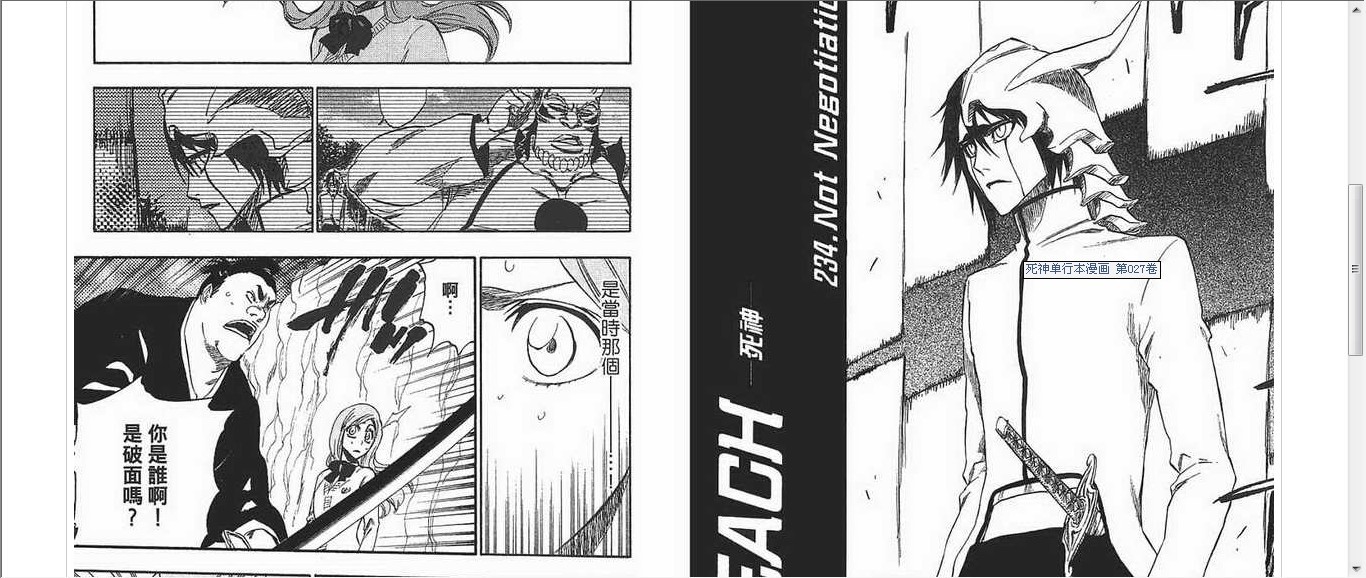 啊…
是當時那個
你是誰啊!
是破面嗎?
234. Not Negotiatio
死神
EACH
死神单行本漫画 第027卷